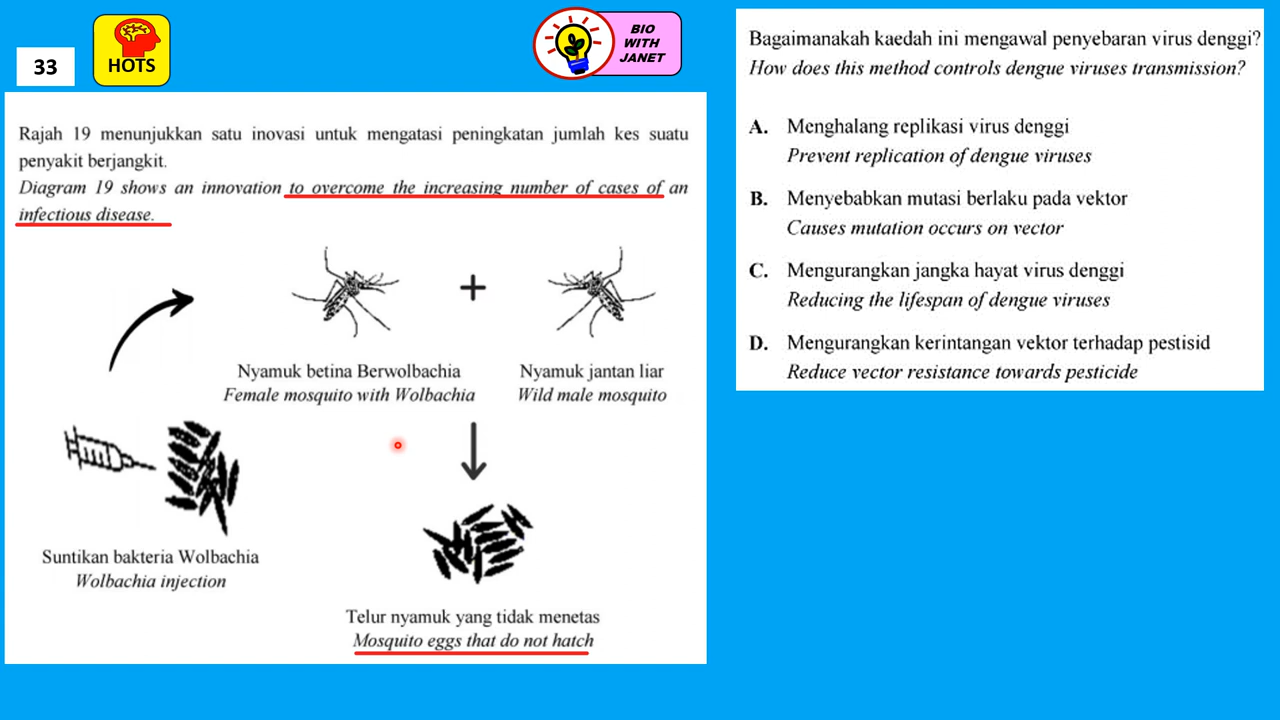 33
HOTS
BIO
WITH
JANET
Rajah 19 menunjukkan satu inovasi untuk mengatasi peningkatan jumlah kes suatu
penyakit berjangkit.
Diagram 19 shows an innovation to overcome the increasing number of cases of an
infectious disease.
+
Nyamuk betina Berwolbachia
Female mosquito with Wolbachia
Nyamuk jantan liar
Wild male mosquito
Suntikan bakteria Wolbachia
Wolbachia injection
Telur nyamuk yang tidak menetas
Mosquito eggs that do not hatch
Bagaimanakah kaedah ini mengawal penyebaran virus denggi?
How does this method controls dengue viruses transmission?
A. Menghalang replikasi virus denggi
Prevent replication of dengue viruses
B. Menyebabkan mutasi berlaku pada vektor
Causes mutation occurs on vector
C. Mengurangkan jangka hayat virus denggi
Reducing the lifespan of dengue viruses
D. Mengurangkan kerintangan vektor terhadap pestisid
Reduce vector resistance towards pesticide